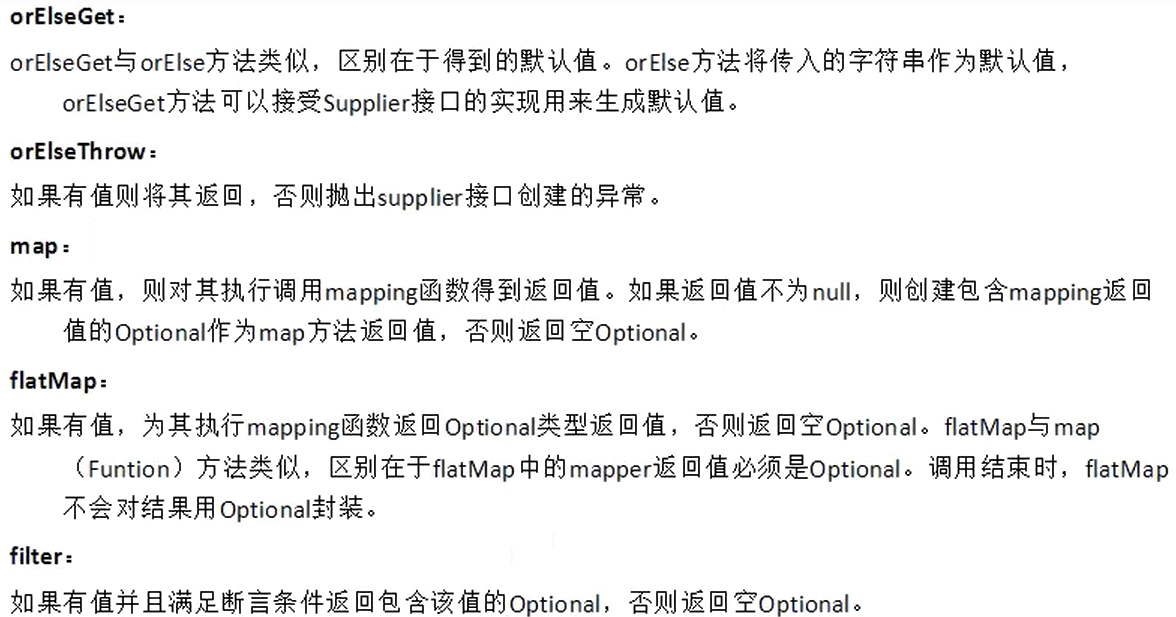 orElseGet：
orElseGet与orElse方法类似，区别在于得到的默认值。orElse方法将传入的字符串作为默认值，
orElseGet方法可以接受Supplier接口的实现用来生成默认值。
orElseThrow：
如果有值则将其返回，否则抛出supplier接口创建的异常。
map：
如果有值，则对其执行调用mapping函数得到返回值。如果返回值不为null，则创建包含mapping返回
值的Optional作为map方法返回值，否则返回空Optional。
flatMap：
如果有值，为其执行mapping函数返回Optional类型返回值，否则返回空Optional。flatMap与map
（Funtion）方法类似，区别在于flatMap中的mapper返回值必须是Optional。调用结束时，flatMap
不会对结果用Optional封装。
filter：
如果有值并且满足断言条件返回包含该值的Optional，否则返回空Optional。